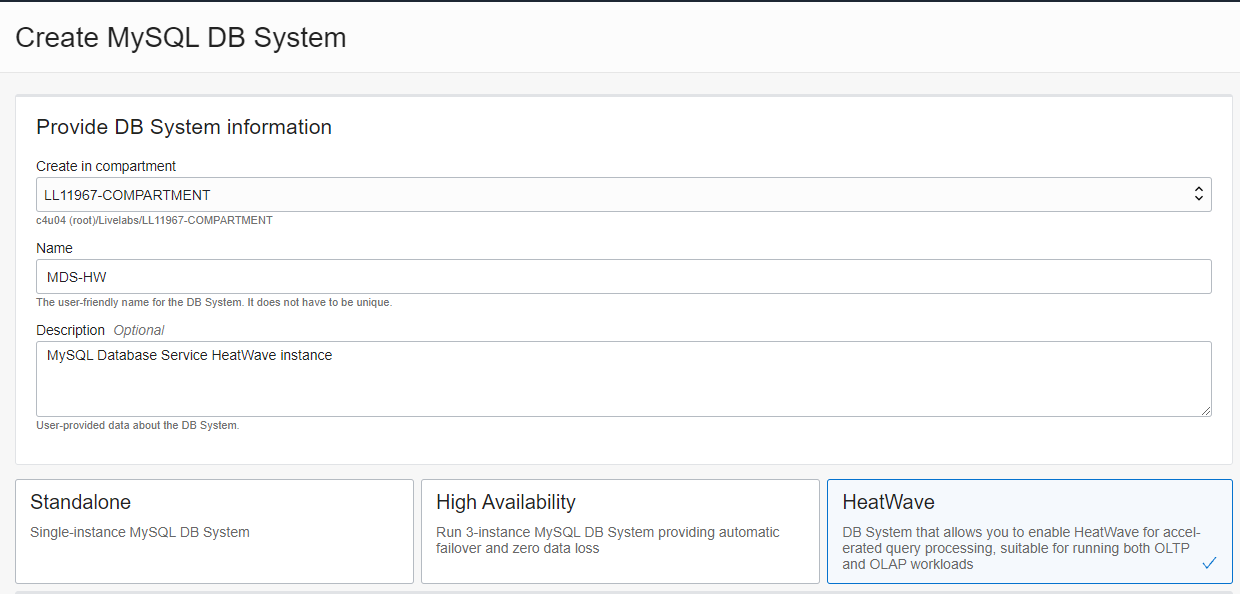 Create MySQL DB System
Provide DB System information
Create in compartment
LL11967-COMPARTMENT
c4u04 (root)/Livelabs/LL11967-COMPARTMENT
Name
MDS-HW
The user-friendly name for the DB System. It does not have to be unique.
Description Optional
MySQL Database Service HeatWave instance
User-provided data about the DB System.
Standalone
Single-instance MySQL DB System
High Availability
Run 3-instance MySQL DB System providing automatic
failover and zero data loss
HeatWave
DB System that allows you to enable HeatWave for accel-
erated query processing, suitable for running both OLTP
and OLAP workloads